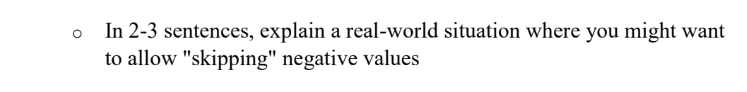 ○ In 2-3 sentences, explain a real-world situation where you might want
to allow "skipping" negative values